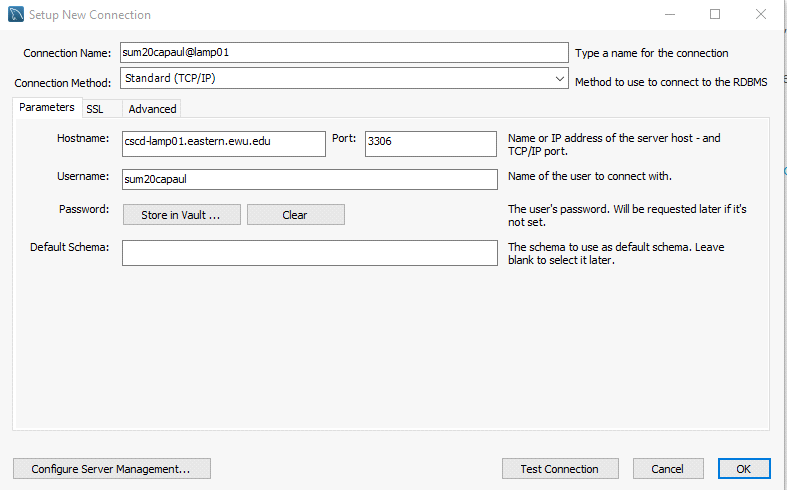 Setup New Connection
Connection Name: sum20capaul@lamp01 Type a name for the connection
Connection Method: Standard (TCP/IP) Method to use to connect to the RDBMS
Parameters SSL Advanced
Hostname: cscd-lamp01.eastern.ewu.edu Port: 3306 Name or IP address of the server host - and
TCP/IP port.
Username: sum20capaul Name of the user to connect with.
Password: Store in Vault ... Clear The user's password. Will be requested later if it's
not set.
Default Schema: The schema to use as default schema. Leave
blank to select it later.
Configure Server Management... Test Connection Cancel OK